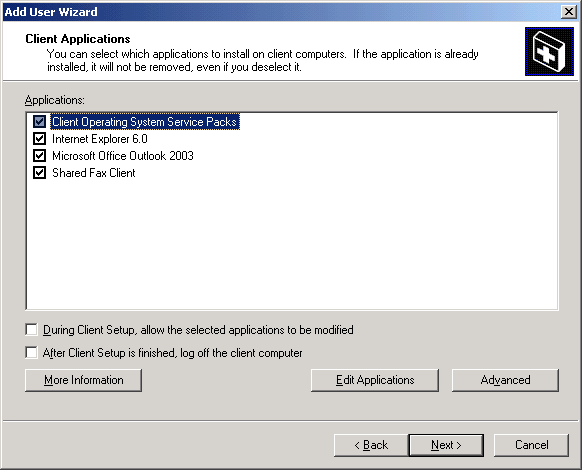 Add User Wizard
Client Applications
You can select which applications to install on client computers. If the application is already
installed, it will not be removed, even if you deselect it.
Applications:
Client Operating System Service Packs
Internet Explorer 6.0
Microsoft Office Outlook 2003
Shared Fax Client
During Client Setup, allow the selected applications to be modified
After Client Setup is finished, log off the client computer
More Information
Edit Applications
Advanced
< Back
Next >
Cancel